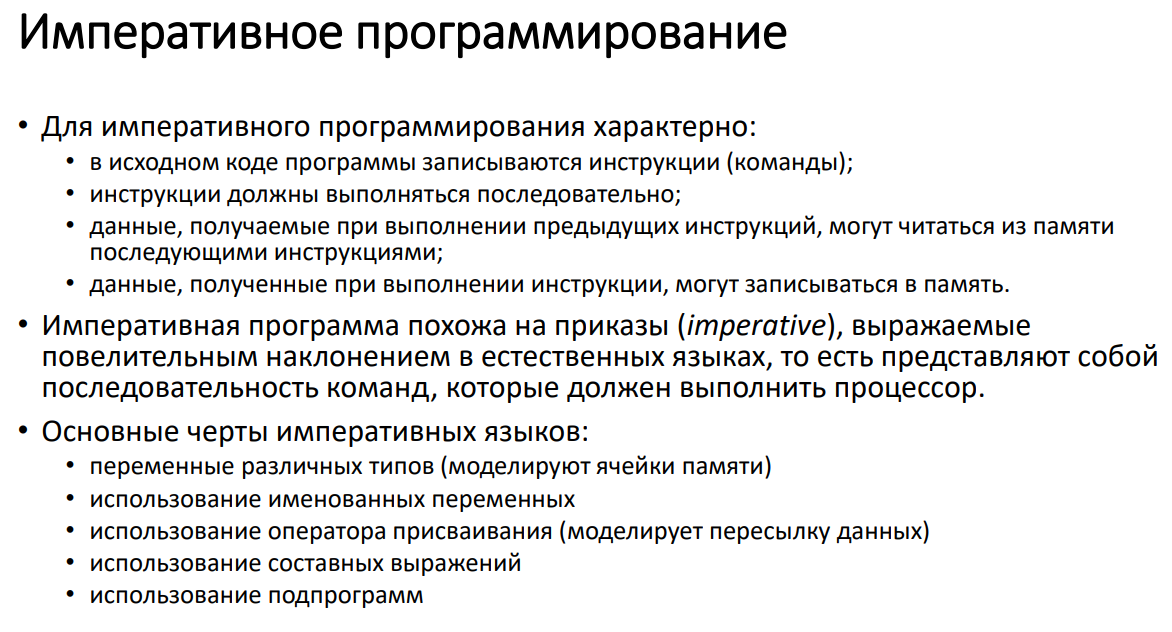 Императивное программирование
• Для императивного программирования характерно:
• в исходном коде программы записываются инструкции (команды);
• инструкции должны выполняться последовательно;
• данные, получаемые при выполнении предыдущих инструкций, могут читаться из памяти
последующими инструкциями;
• данные, полученные при выполнении инструкции, могут записываться в память.
• Императивная программа похожа на приказы (imperative), выражаемые
повелительным наклонением в естественных языках, то есть представляют собой
последовательность команд, которые должен выполнить процессор.
• Основные черты императивных языков:
• переменные различных типов (моделируют ячейки памяти)
• использование именованных переменных
• использование оператора присваивания (моделирует пересылку данных)
• использование составных выражений
• использование подпрограмм